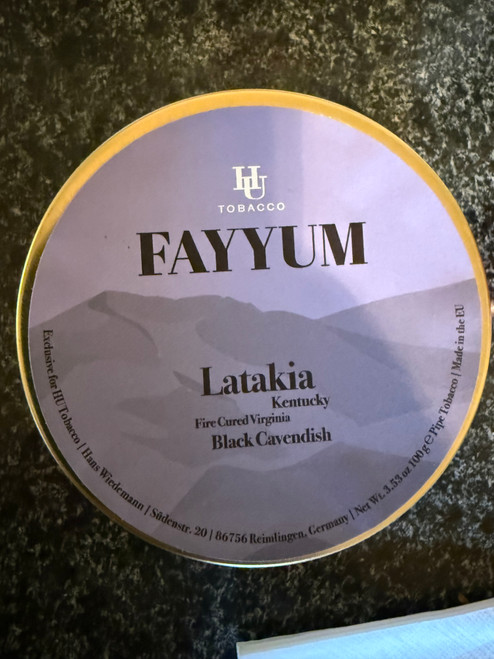 HU
TOBACCO
FAYYUM
Latakia
Kentucky
Fire Cured Virginia
Black Cavendish
Exclusive for HU Tobacco | Hans Wiedemann | Südenstr. 20 | 86756 Reimlingen, Germany | Net Wt. 3.53 oz 100 g ℮ Pipe Tobacco | Made in the EU